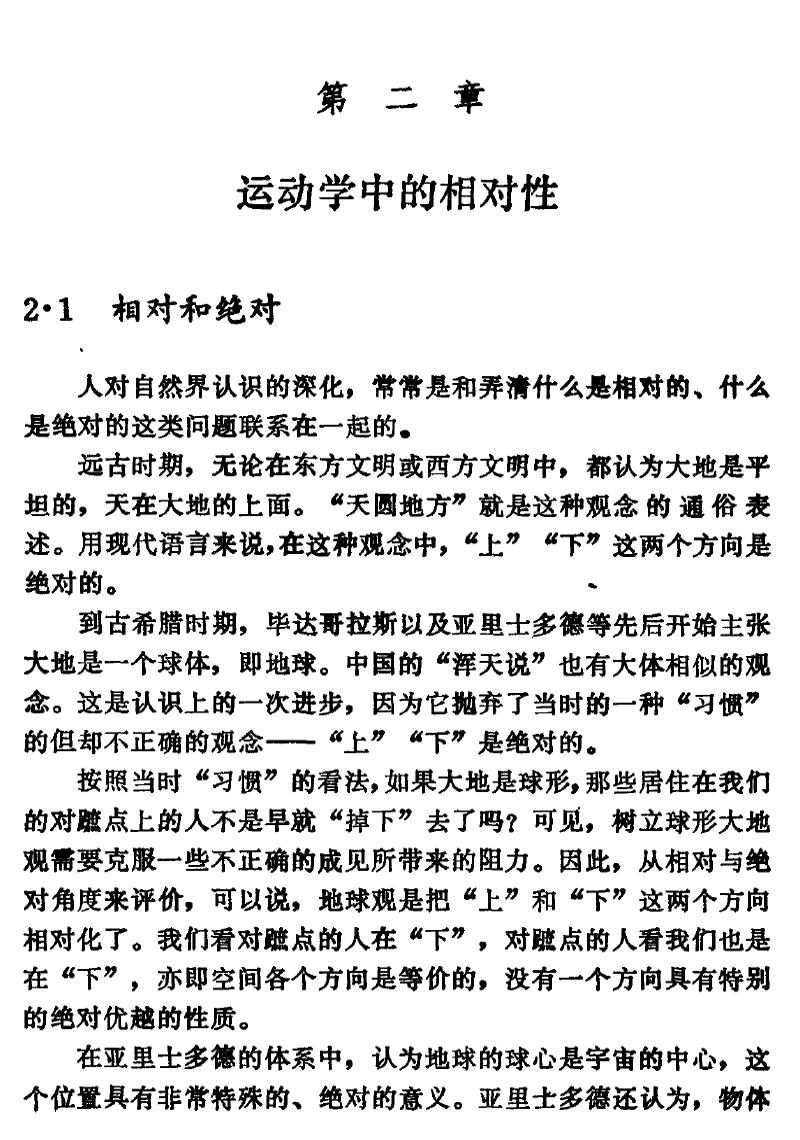 第二章
运动学中的相对性
2·1 相对和绝对
人对自然界认识的深化，常常是和弄清什么是相对的、什么
是绝对的这类问题联系在一起的。
远古时期，无论在东方文明或西方文明中，都认为大地是平
坦的，天在大地的上面。“天圆地方”就是这种观念的通俗表
述。用现代语言来说，在这种观念中，“上”“下”这两个方向是
绝对的。
到古希腊时期，毕达哥拉斯以及亚里士多德等先后开始主张
大地是一个球体，即地球。中国的“浑天说”也有大体相似的观
念。这是认识上的一次进步，因为它抛弃了当时的一种“习惯”
的但却不正确的观念——“上”“下”是绝对的。
按照当时“习惯”的看法，如果大地是球形，那些居住在我们
的对蹠点上的人不是早就“掉下”去了吗？可见，树立球形大地
观需要克服一些不正确的成见所带来的阻力。因此，从相对与绝
对角度来评价，可以说，地球观是把“上”和“下”这两个方向
相对化了。我们看对蹠点的人在“下”，对蹠点的人看我们也是
在“下”，亦即空间各个方向是等价的，没有一个方向具有特别
的绝对优越的性质。
在亚里士多德的体系中，认为地球的球心是宇宙的中心，这
个位置具有非常特殊的、绝对的意义。亚里士多德还认为，物体